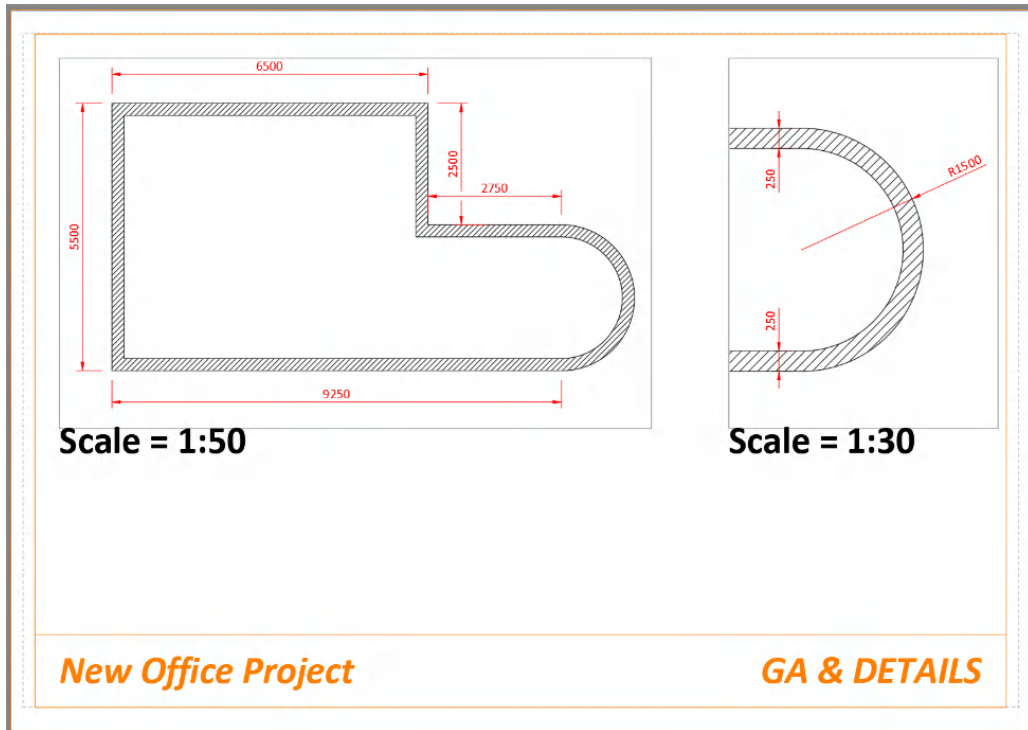 6500
5500
2500
2750
9250
Scale = 1:50
250
R1500
250
Scale = 1:30
New Office Project
GA & DETAILS